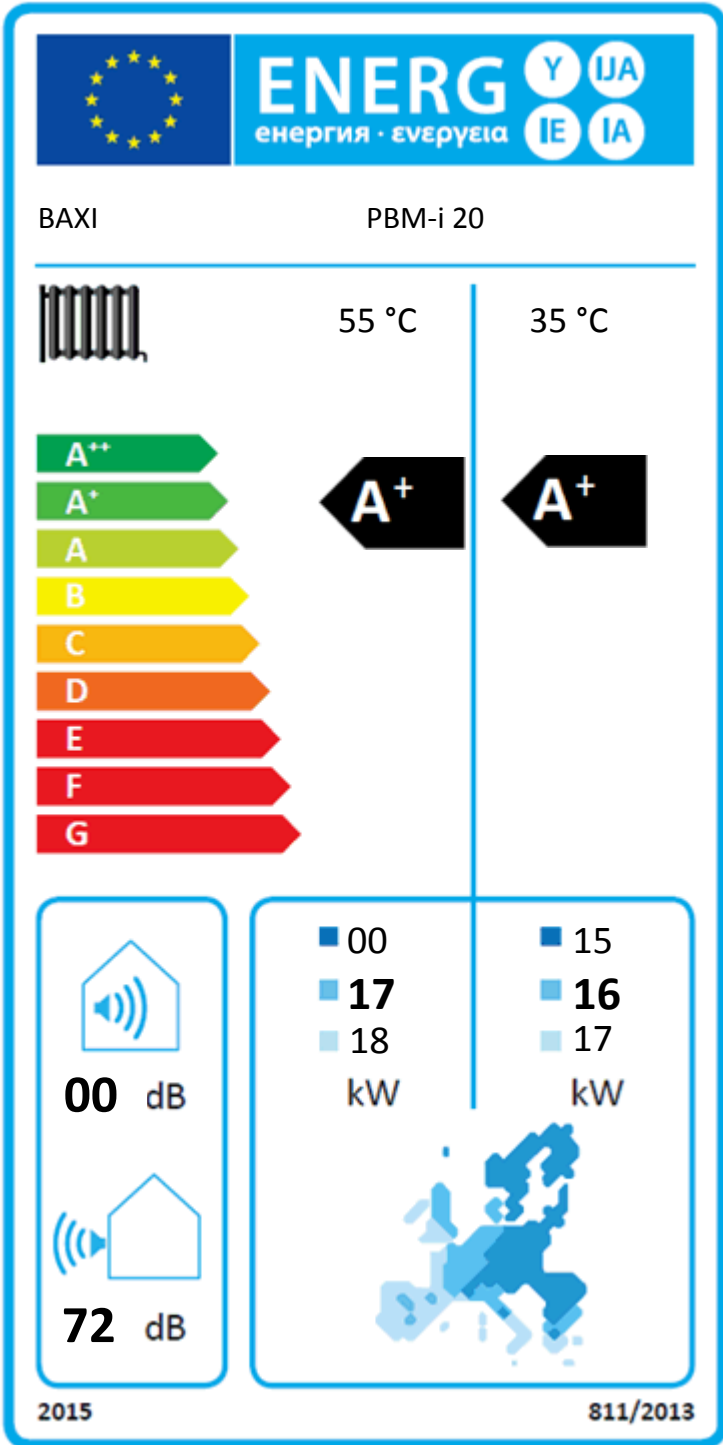 ENERG Y IJA
енергия · ενεργεια IE IA
BAXI PBM-i 20
55 °C 35 °C
A++
A+ A+ A+
A
B
C
D
E
F
G
00 15
17 16
18 17
00 dB kW kW
72 dB
2015 811/2013